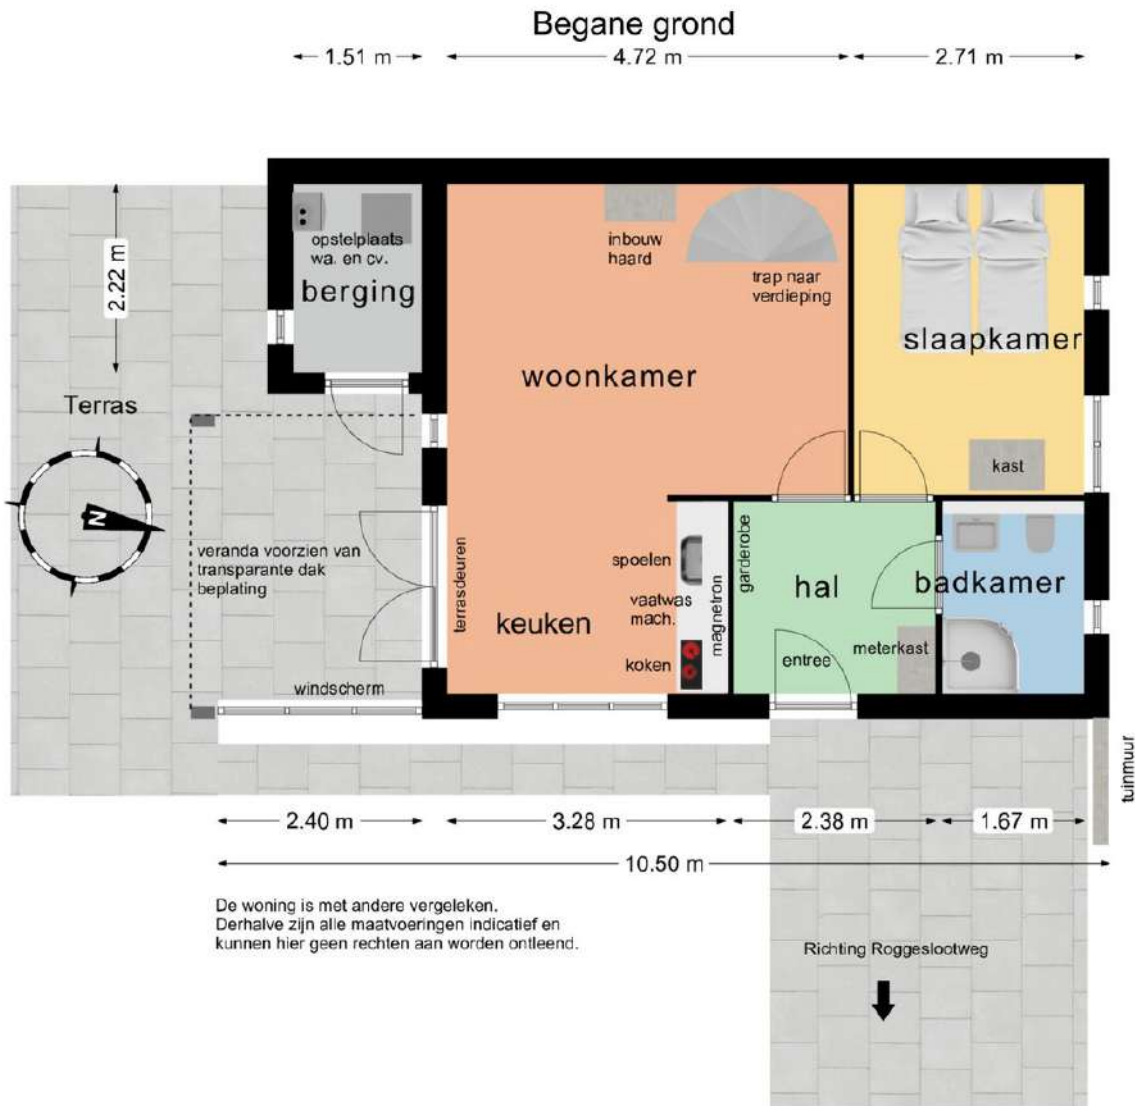 Begane grond
1.51 m
4.72 m
2.71 m
2.22 m
opstelplaats
wa. en cv.
berging
inbouw
haard
trap naar
verdieping
slaapkamer
woonkamer
Terras
kast
N
veranda voorzien van
transparante dak
beplating
terrasdeuren
spoelen
vaatwas
mach.
magnetron
garderobe
hal
badkamer
keuken
koken
entree
meterkast
windscherm
tuinmuur
2.40 m
3.28 m
2.38 m
1.67 m
10.50 m
De woning is met andere vergeleken.
Derhalve zijn alle maatvoeringen indicatief en
kunnen hier geen rechten aan worden ontleend.
Richting Roggeslootweg